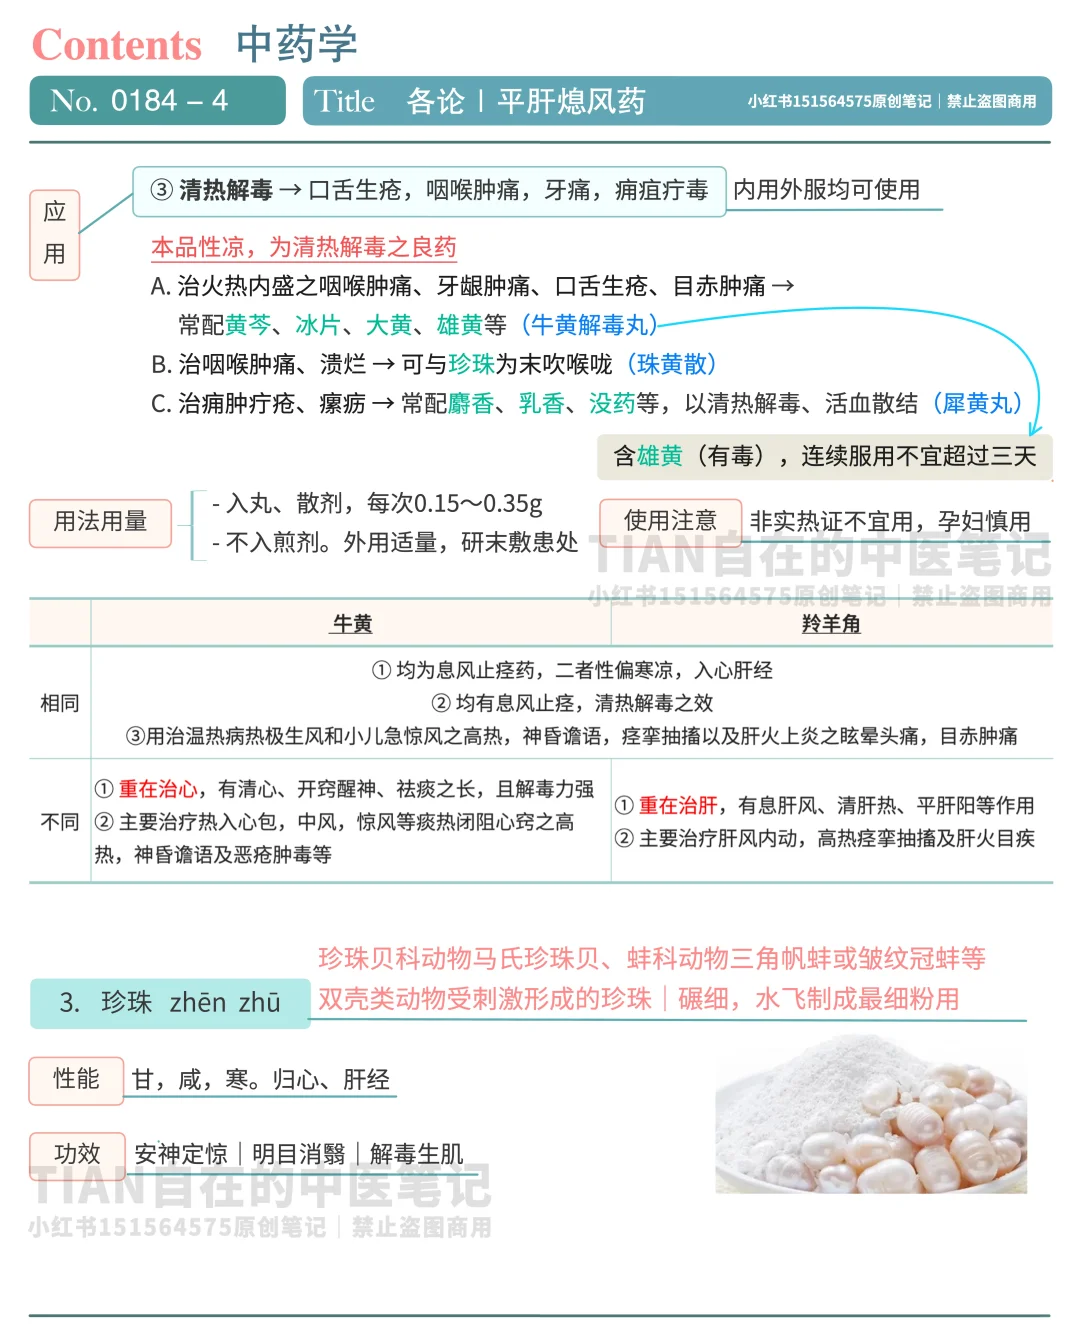 Contents 中药学
No. 0184 – 4
Title 各论丨平肝熄风药 小红书151564575原创笔记｜禁止盗图商用
应用
③ 清热解毒 → 口舌生疮，咽喉肿痛，牙痛，痈疽疔毒 内用外服均可使用
本品性凉，为清热解毒之良药
A. 治火热内盛之咽喉肿痛、牙龈肿痛、口舌生疮、目赤肿痛 →
常配黄芩、冰片、大黄、雄黄等（牛黄解毒丸）
B. 治咽喉肿痛、溃烂 → 可与珍珠为末吹喉咙（珠黄散）
C. 治痈肿疔疮、瘰疬 → 常配麝香、乳香、没药等，以清热解毒、活血散结（犀黄丸）
含雄黄（有毒），连续服用不宜超过三天
用法用量
- 入丸、散剂，每次0.15～0.35g
- 不入煎剂。外用适量，研末敷患处
使用注意 非实热证不宜用，孕妇慎用
TIAN自在的中医笔记
小红书151564575原创笔记｜禁止盗图商用
牛黄 羚羊角
相同
① 均为息风止痉药，二者性偏寒凉，入心肝经
② 均有息风止痉，清热解毒之效
③用治温热病热极生风和小儿急惊风之高热，神昏谵语，痉挛抽搐以及肝火上炎之眩晕头痛，目赤肿痛
不同
① 重在治心，有清心、开窍醒神、祛痰之长，且解毒力强
② 主要治疗热入心包，中风，惊风等痰热闭阻心窍之高
热，神昏谵语及恶疮肿毒等
① 重在治肝，有息肝风、清肝热、平肝阳等作用
② 主要治疗肝风内动，高热痉挛抽搐及肝火目疾
3. 珍珠 zhēn zhū
珍珠贝科动物马氏珍珠贝、蚌科动物三角帆蚌或皱纹冠蚌等
双壳类动物受刺激形成的珍珠｜碾细，水飞制成最细粉用
性能 甘，咸，寒。归心、肝经
功效 安神定惊｜明目消翳｜解毒生肌
TIAN自在的中医笔记
小红书151564575原创笔记｜禁止盗图商用